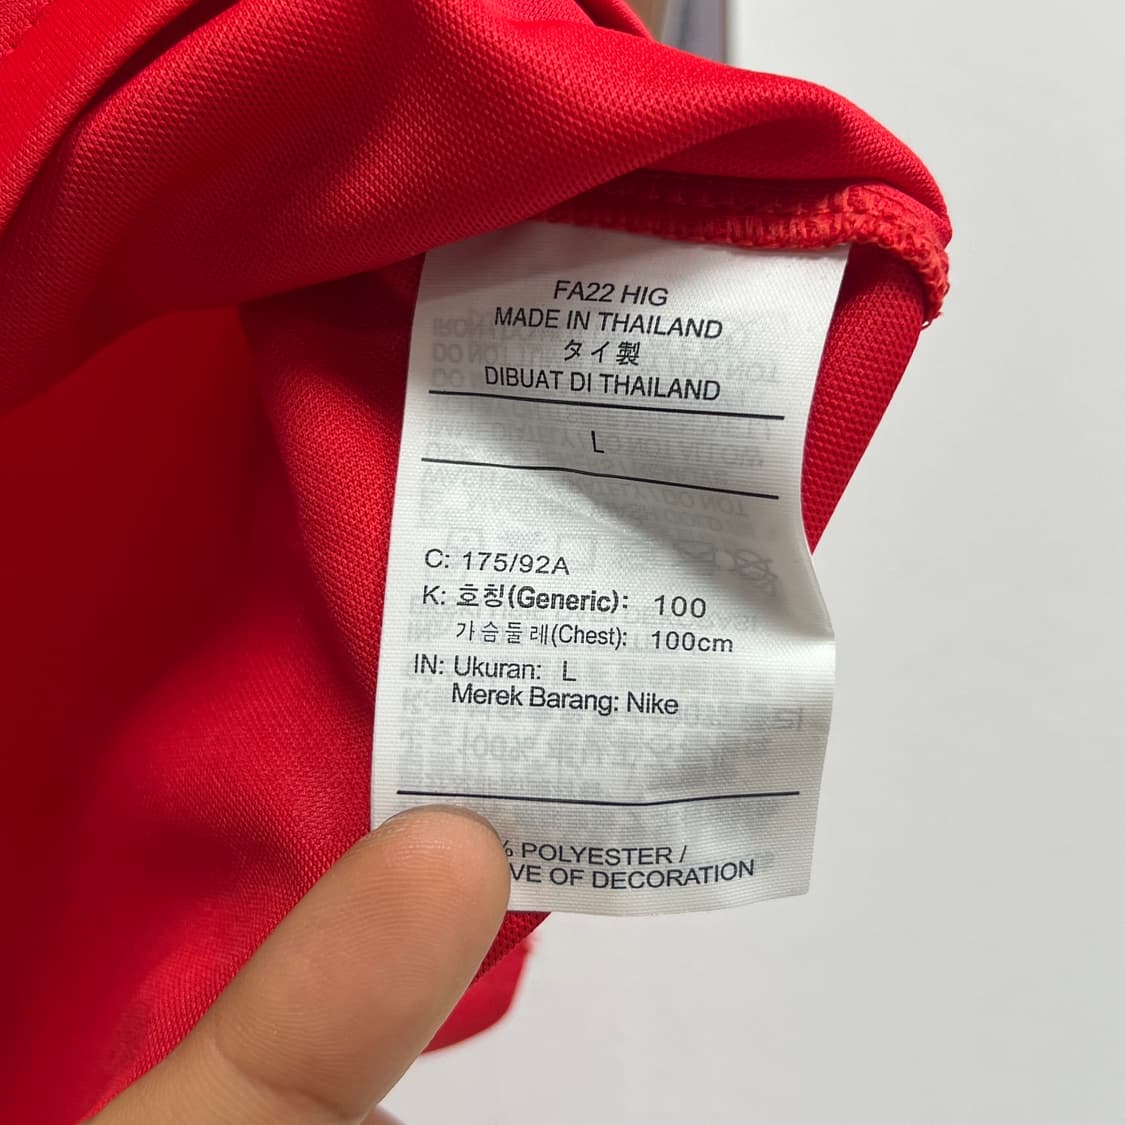 FA22 HIG
MADE IN THAILAND
タイ製
DIBUAT DI THAILAND
L
C: 175/92A
K: 호칭(Generic): 100
가슴둘레(Chest): 100cm
IN: Ukuran: L
Merek Barang: Nike
% POLYESTER /
OF DECORATION